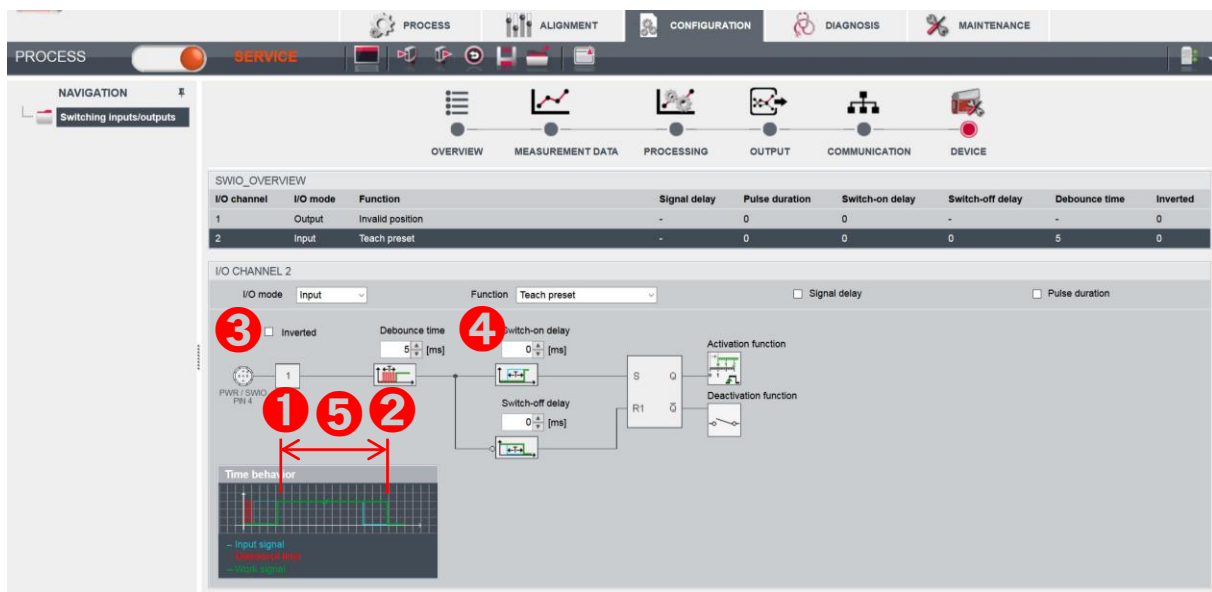 PROCESS ALIGNMENT CONFIGURATION DIAGNOSIS MAINTENANCE
PROCESS SERVICE
NAVIGATION
Switching inputs/outputs
OVERVIEW MEASUREMENT DATA PROCESSING OUTPUT COMMUNICATION DEVICE
SWIO_OVERVIEW
I/O channel I/O mode Function Signal delay Pulse duration Switch-on delay Switch-off delay Debounce time Inverted
1 Output Invalid position - 0 0 - - 0
2 Input Teach preset - 0 0 0 5 0
I/O CHANNEL 2
I/O mode Input Function Teach preset Signal delay Pulse duration
3 Inverted Debounce time 4 Switch-on delay
5 [ms] 0 [ms]
Activation function
1
S Q
PWR / SWIO
PIN 4
1 5 2
Switch-off delay
Deactivation function
R1 Q̅
0 [ms]
Time behavior
– Input signal
– Debounce time
– Work signal